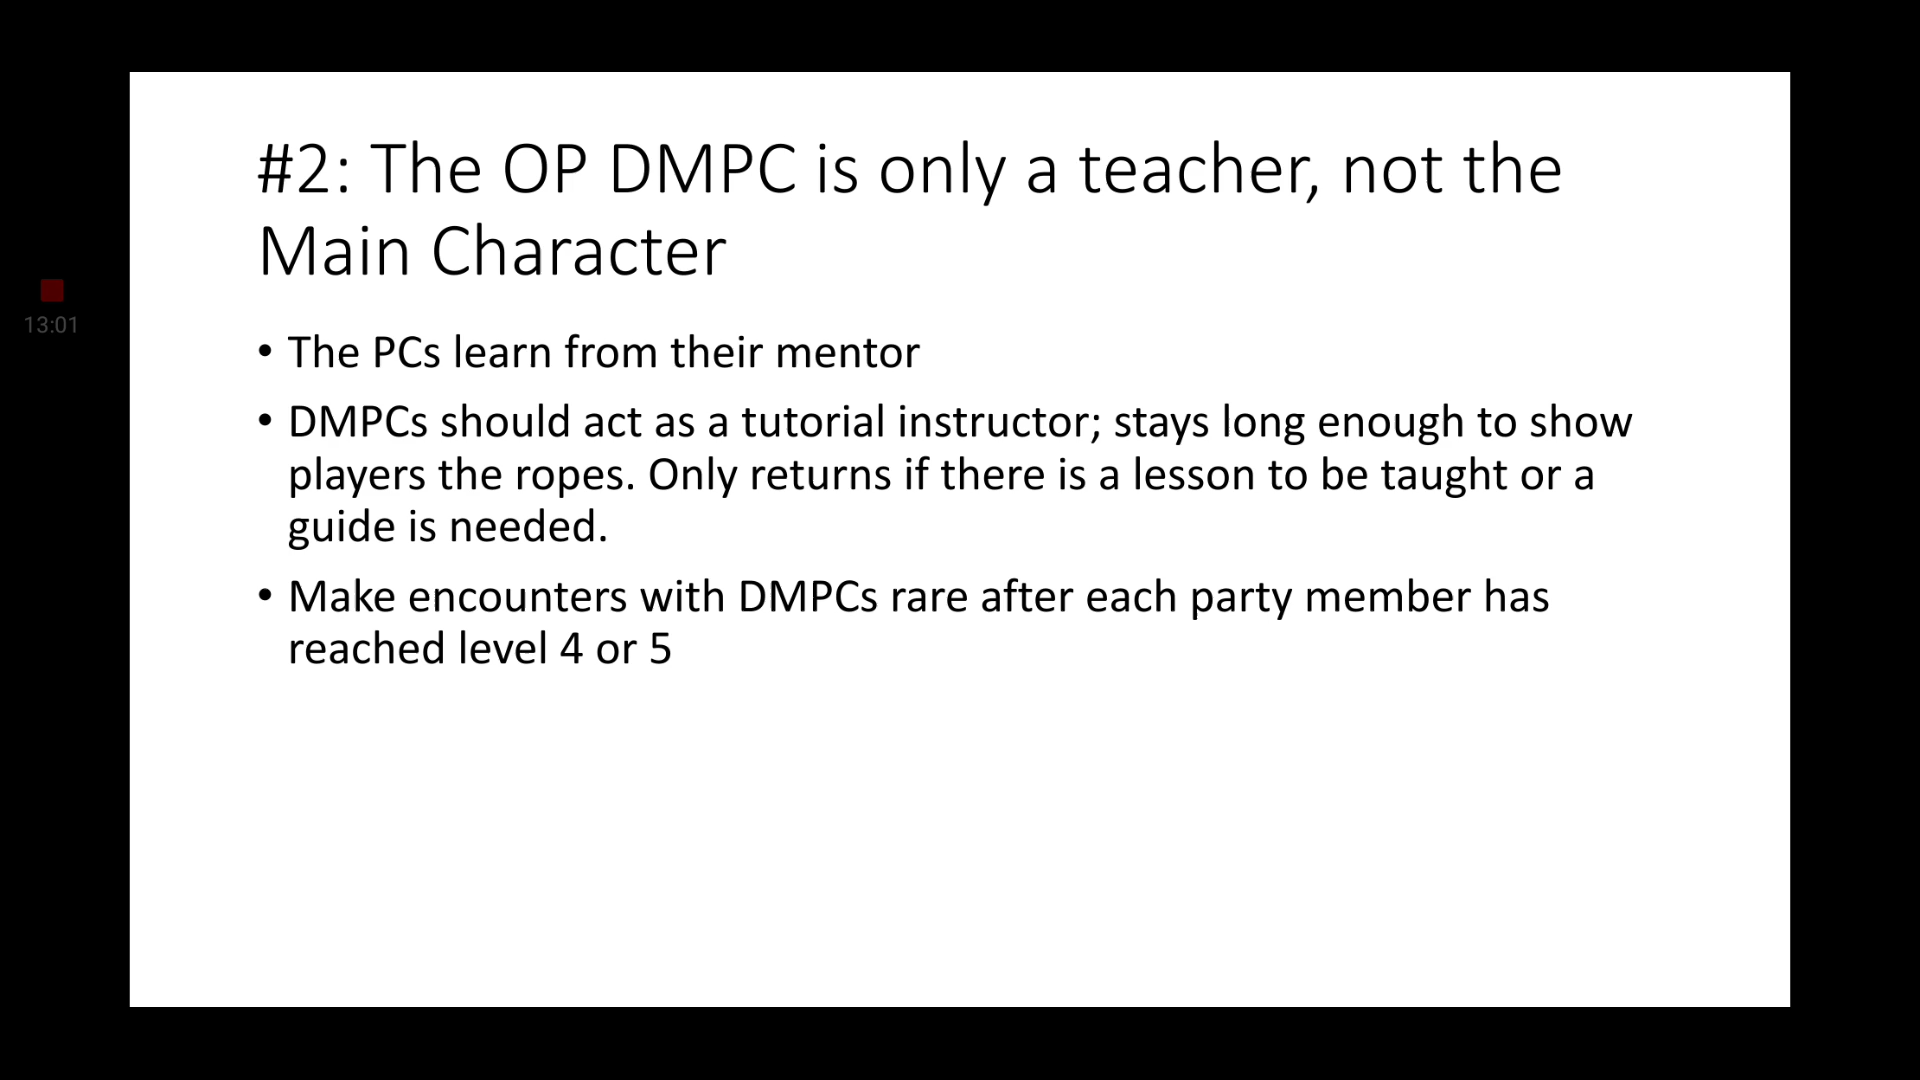 #2: The OP DMPC is only a teacher, not the
Main Character
13:01
• The PCs learn from their mentor
• DMPCs should act as a tutorial instructor; stays long enough to show
players the ropes. Only returns if there is a lesson to be taught or a
guide is needed.
• Make encounters with DMPCs rare after each party member has
reached level 4 or 5